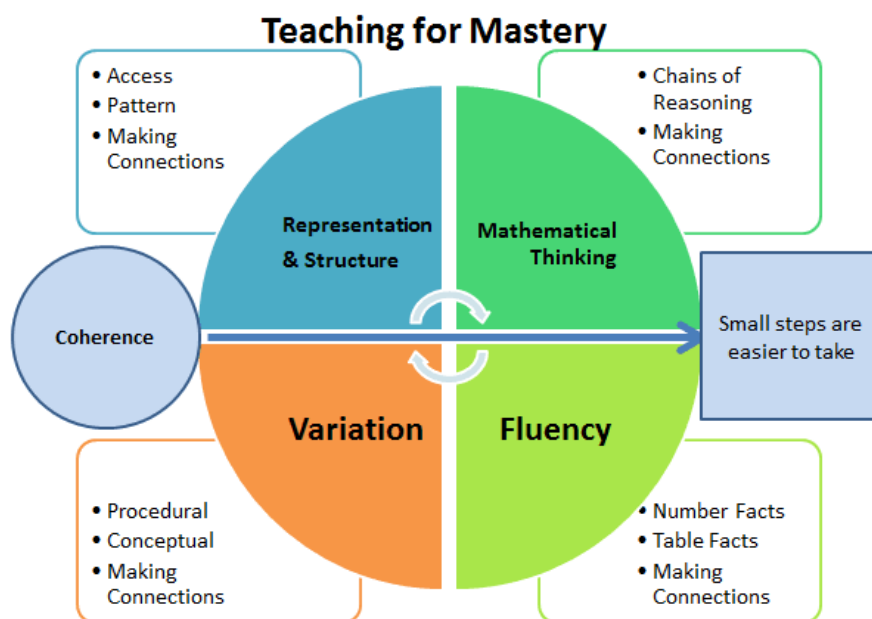 Teaching for Mastery
• Access
• Pattern
• Making
Connections
• Chains of
Reasoning
• Making
Connections
Representation
& Structure
Mathematical
Thinking
Coherence
Small steps are
easier to take
Variation
Fluency
• Procedural
• Conceptual
• Making
Connections
• Number Facts
• Table Facts
• Making
Connections